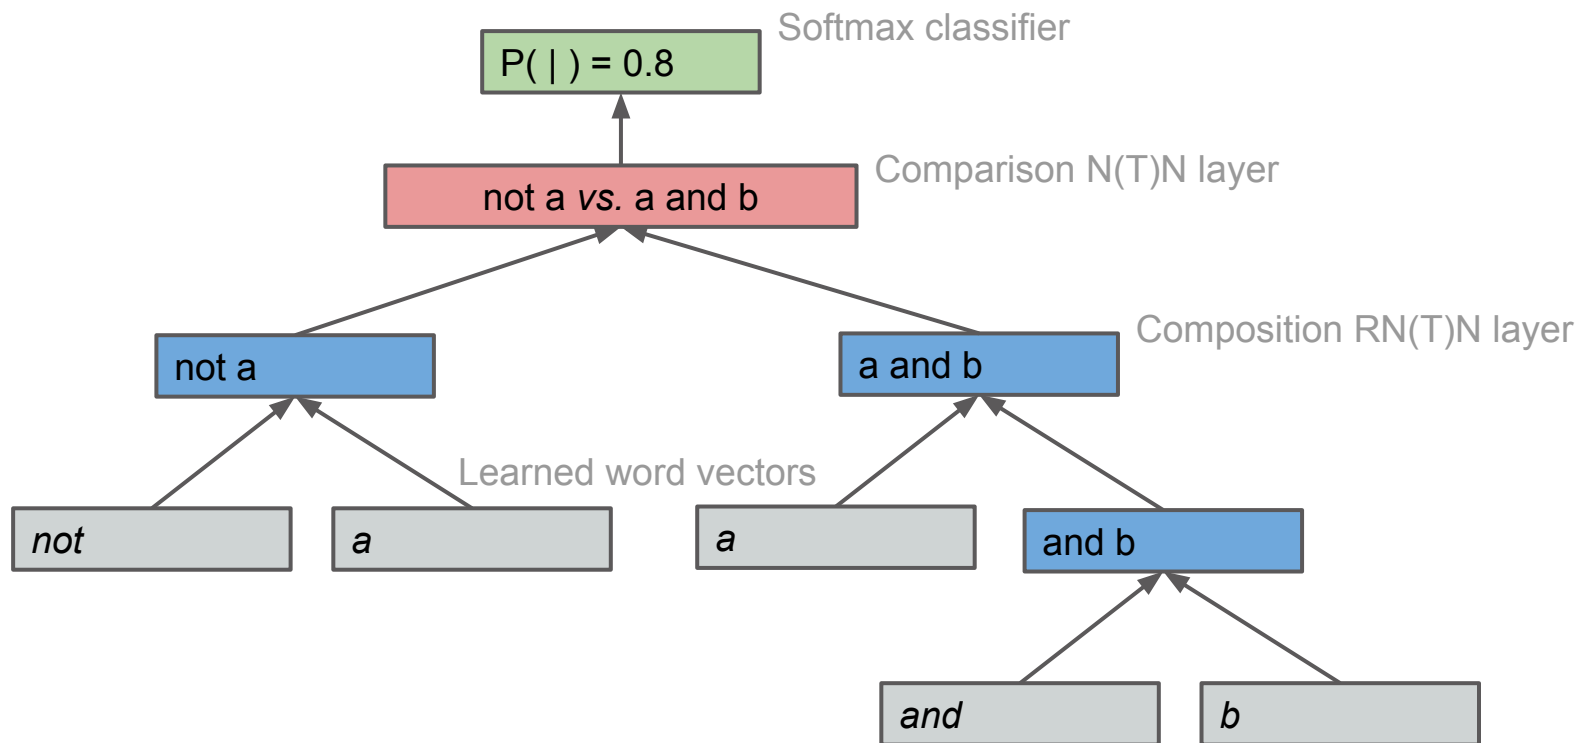 Softmax classifier
P( | ) = 0.8
Comparison N(T)N layer
not a vs. a and b
Composition RN(T)N layer
not a
a and b
Learned word vectors
not
a
a
and b
and
b